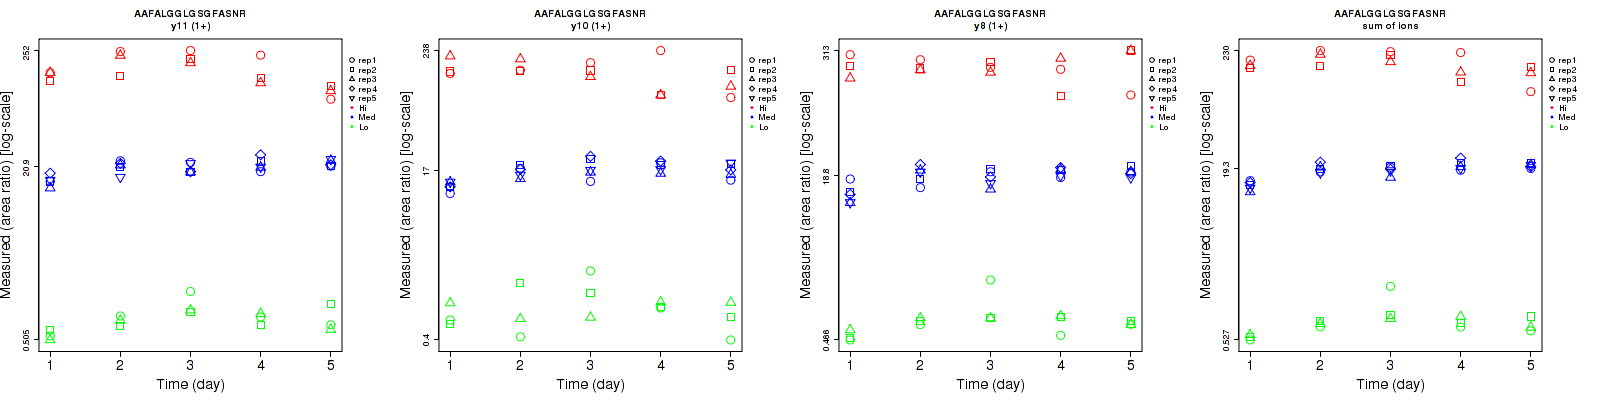 AAFALGGLGSGFASNR
y11 (1+)
Measured (area ratio) [log-scale]
252
20.9
0.505
1 2 3 4 5
Time (day)
rep1
rep2
rep3
rep4
rep5
Hi
Med
Lo
AAFALGGLGSGFASNR
y10 (1+)
Measured (area ratio) [log-scale]
238
17
0.4
1 2 3 4 5
Time (day)
rep1
rep2
rep3
rep4
rep5
Hi
Med
Lo
AAFALGGLGSGFASNR
y8 (1+)
Measured (area ratio) [log-scale]
313
18.8
0.466
1 2 3 4 5
Time (day)
rep1
rep2
rep3
rep4
rep5
Hi
Med
Lo
AAFALGGLGSGFASNR
sum of ions
Measured (area ratio) [log-scale]
230
19.3
0.527
1 2 3 4 5
Time (day)
rep1
rep2
rep3
rep4
rep5
Hi
Med
Lo